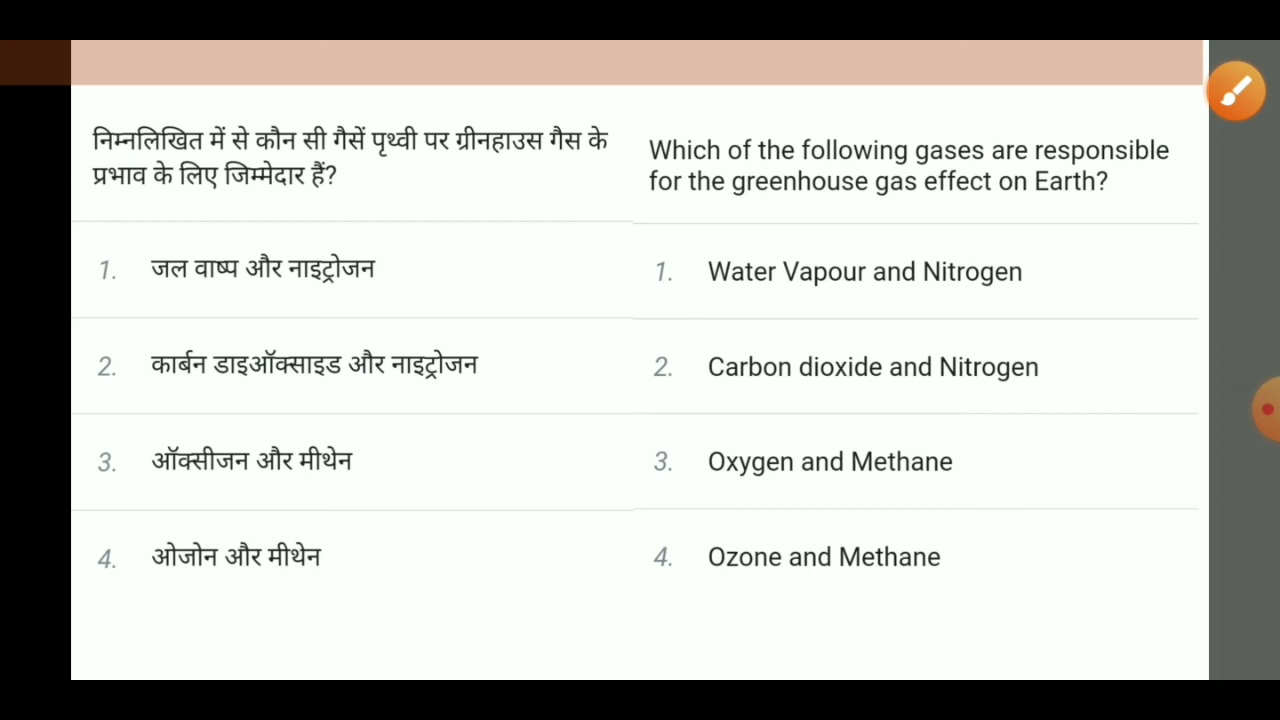 निम्नलिखित में से कौन सी गैसें पृथ्वी पर ग्रीनहाउस गैस के
प्रभाव के लिए जिम्मेदार हैं?
1. जल वाष्प और नाइट्रोजन
2. कार्बन डाइऑक्साइड और नाइट्रोजन
3. ऑक्सीजन और मीथेन
4. ओजोन और मीथेन
Which of the following gases are responsible
for the greenhouse gas effect on Earth?
1. Water Vapour and Nitrogen
2. Carbon dioxide and Nitrogen
3. Oxygen and Methane
4. Ozone and Methane